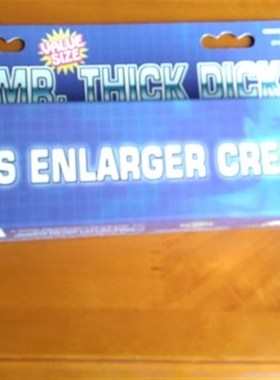 VALUE
SIZE
MR. THICK DICK
S ENLARGER CRE